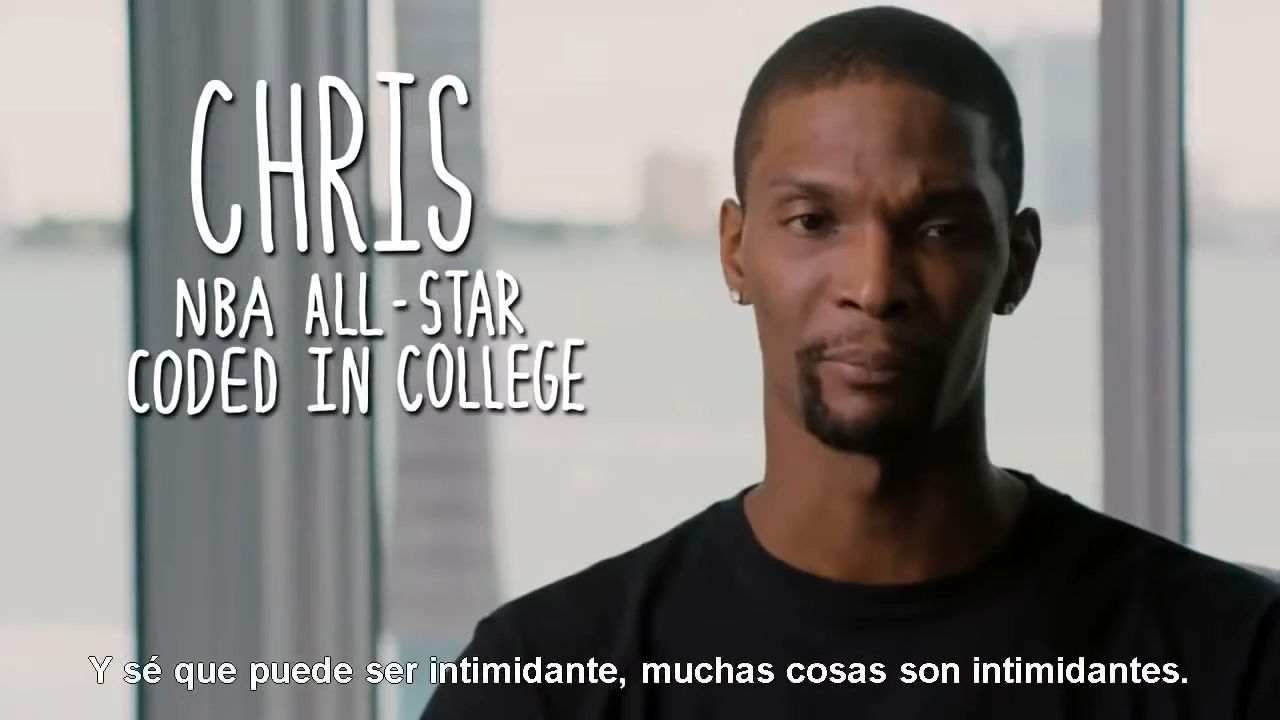 CHRIS
NBA ALL-STAR
CODED IN COLLEGE
Y sé que puede ser intimidante, muchas cosas son intimidantes.